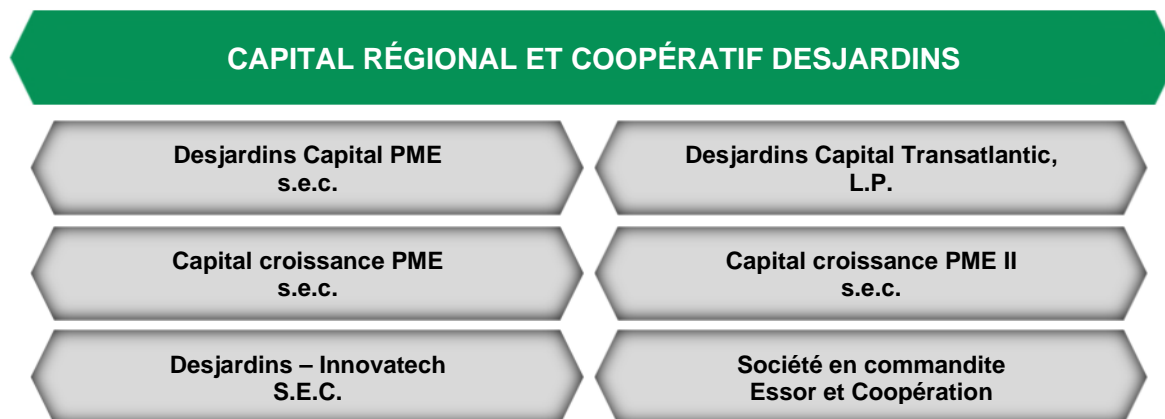 CAPITAL RÉGIONAL ET COOPÉRATIF DESJARDINS
Desjardins Capital PME
s.e.c.
Desjardins Capital Transatlantic,
L.P.
Capital croissance PME
s.e.c.
Capital croissance PME II
s.e.c.
Desjardins – Innovatech
S.E.C.
Société en commandite
Essor et Coopération